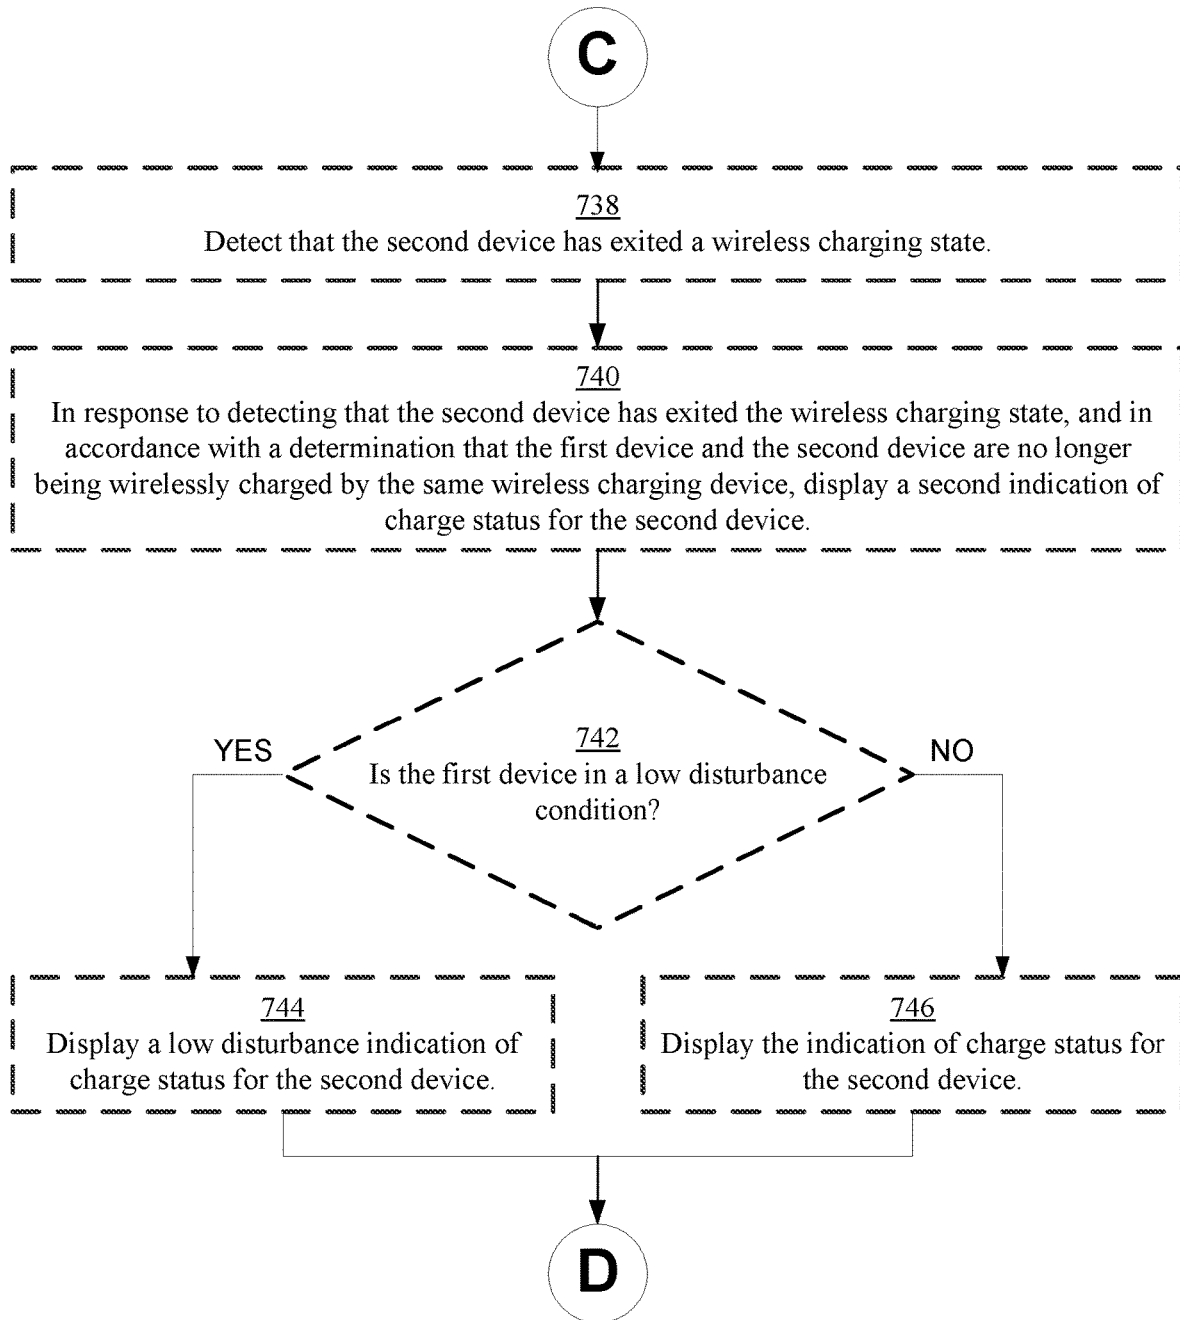 C
738
Detect that the second device has exited a wireless charging state.
740
In response to detecting that the second device has exited the wireless charging state, and in
accordance with a determination that the first device and the second device are no longer
being wirelessly charged by the same wireless charging device, display a second indication of
charge status for the second device.
742
Is the first device in a low disturbance
condition?
YES
NO
744
Display a low disturbance indication of
charge status for the second device.
746
Display the indication of charge status for
the second device.
D